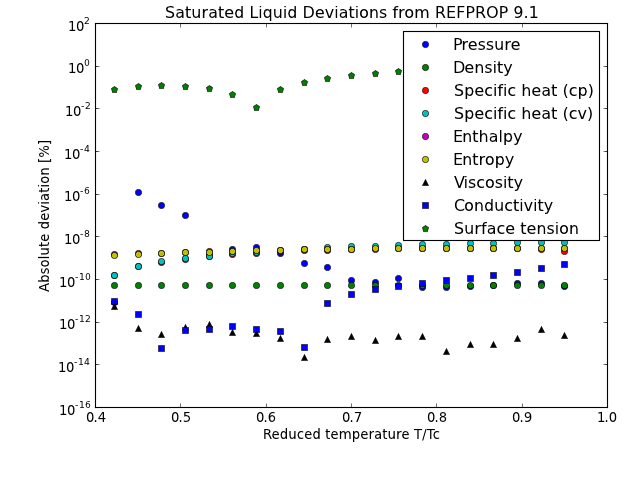 Saturated Liquid Deviations from REFPROP 9.1
10^2
10^0
10^-2
10^-4
10^-6
10^-8
10^-10
10^-12
10^-14
10^-16
Absolute deviation [%]
Pressure
Density
Specific heat (cp)
Specific heat (cv)
Enthalpy
Entropy
Viscosity
Conductivity
Surface tension
0.4 0.5 0.6 0.7 0.8 0.9 1.0
Reduced temperature T/Tc